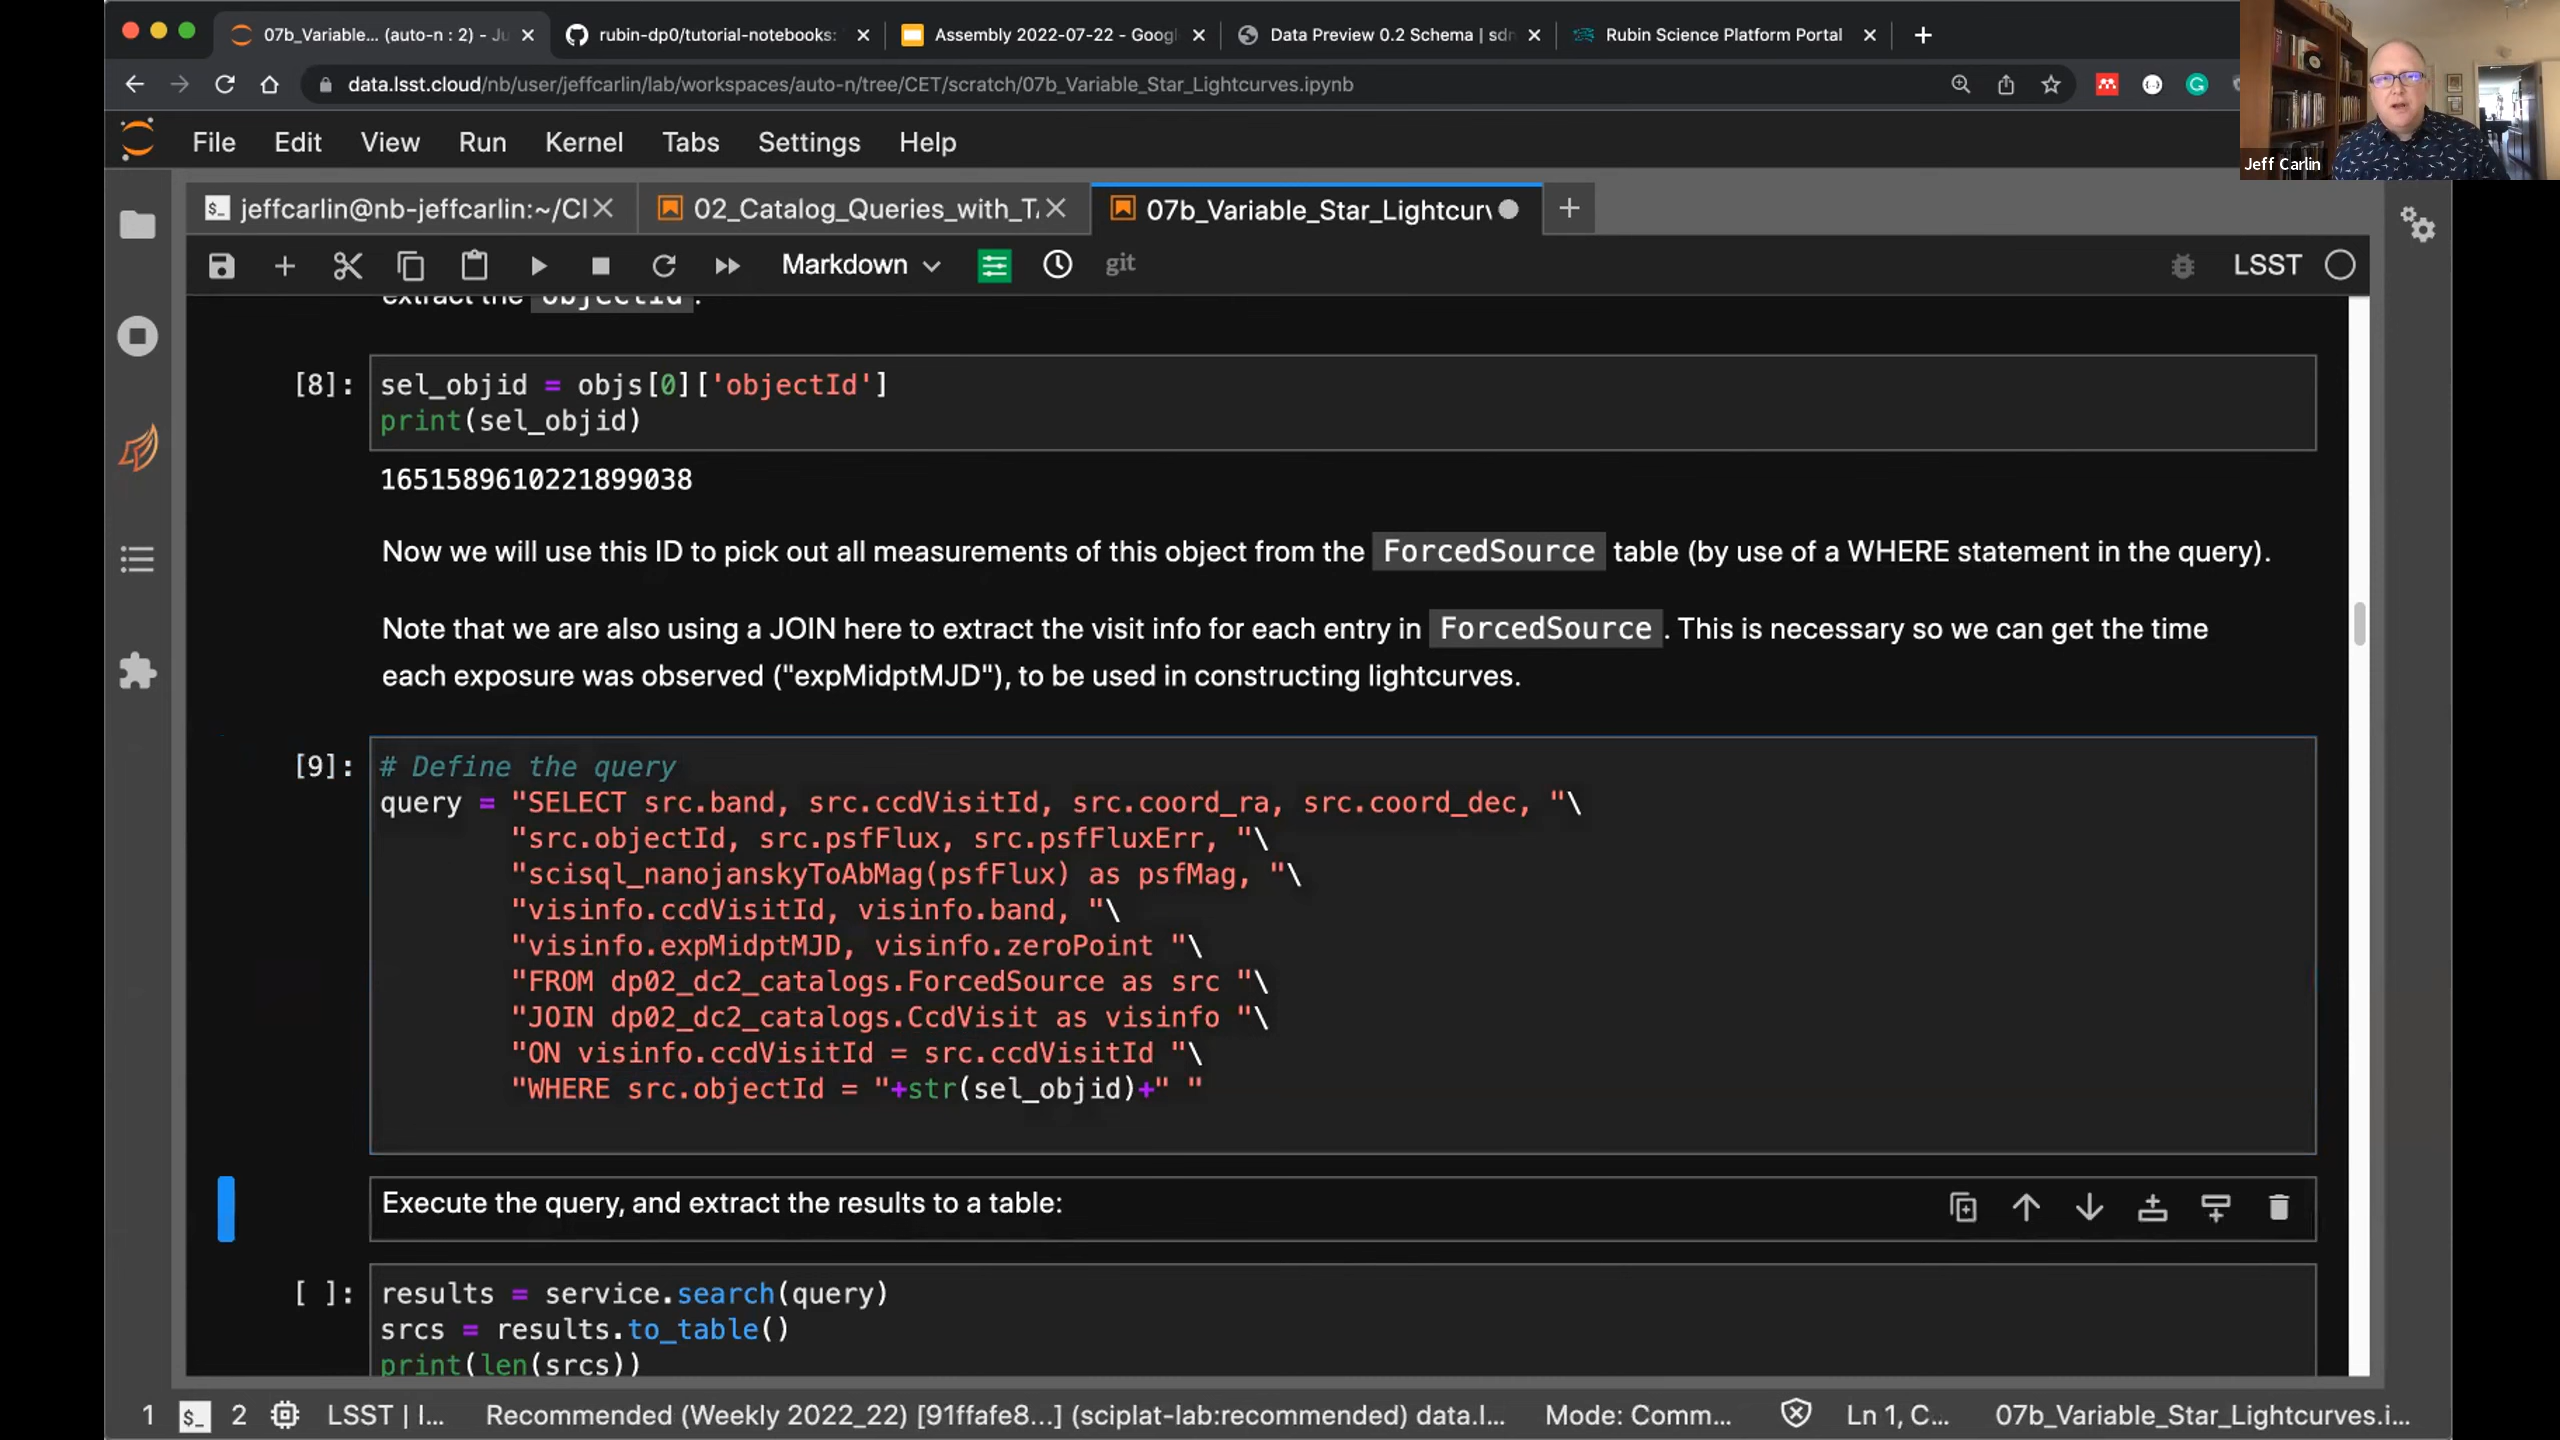 07b_Variable... (auto-n : 2) - Ju
rubin-dp0/tutorial-notebooks:
Assembly 2022-07-22 - Goog
Data Preview 0.2 Schema | sdn
Rubin Science Platform Portal
data.lsst.cloud/nb/user/jeffcarlin/lab/workspaces/auto-n/tree/CET/scratch/07b_Variable_Star_Lightcurves.ipynb
Jeff Carlin
File Edit View Run Kernel Tabs Settings Help
jeffcarlin@nb-jeffcarlin:~/CI
02_Catalog_Queries_with_TA
07b_Variable_Star_Lightcurv
Markdown
git
LSST
extract the objectId .
[8]: sel_objid = objs[0]['objectId']
print(sel_objid)
1651589610221899038
Now we will use this ID to pick out all measurements of this object from the ForcedSource table (by use of a WHERE statement in the query).
Note that we are also using a JOIN here to extract the visit info for each entry in ForcedSource . This is necessary so we can get the time
each exposure was observed ("expMidptMJD"), to be used in constructing lightcurves.
[9]: # Define the query
query = "SELECT src.band, src.ccdVisitId, src.coord_ra, src.coord_dec, "\
"src.objectId, src.psfFlux, src.psfFluxErr, "\
"scisql_nanojanskyToAbMag(psfFlux) as psfMag, "\
"visinfo.ccdVisitId, visinfo.band, "\
"visinfo.expMidptMJD, visinfo.zeroPoint "\
"FROM dp02_dc2_catalogs.ForcedSource as src "\
"JOIN dp02_dc2_catalogs.CcdVisit as visinfo "\
"ON visinfo.ccdVisitId = src.ccdVisitId "\
"WHERE src.objectId = "+str(sel_objid)+" "
Execute the query, and extract the results to a table:
[ ]: results = service.search(query)
srcs = results.to_table()
print(len(srcs))
1 $_ 2 LSST | I... Recommended (Weekly 2022_22) [91ffafe8...] (sciplat-lab:recommended) data.l... Mode: Comm... Ln 1, C... 07b_Variable_Star_Lightcurves.i...